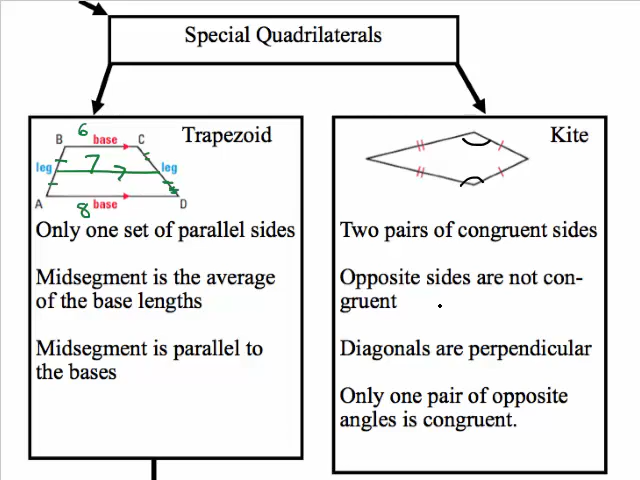 Special Quadrilaterals
Trapezoid
6
B base C
leg 7 leg
A 8 base D
Only one set of parallel sides
Midsegment is the average
of the base lengths
Midsegment is parallel to
the bases
Kite
Two pairs of congruent sides
Opposite sides are not con-
gruent
Diagonals are perpendicular
Only one pair of opposite
angles is congruent.